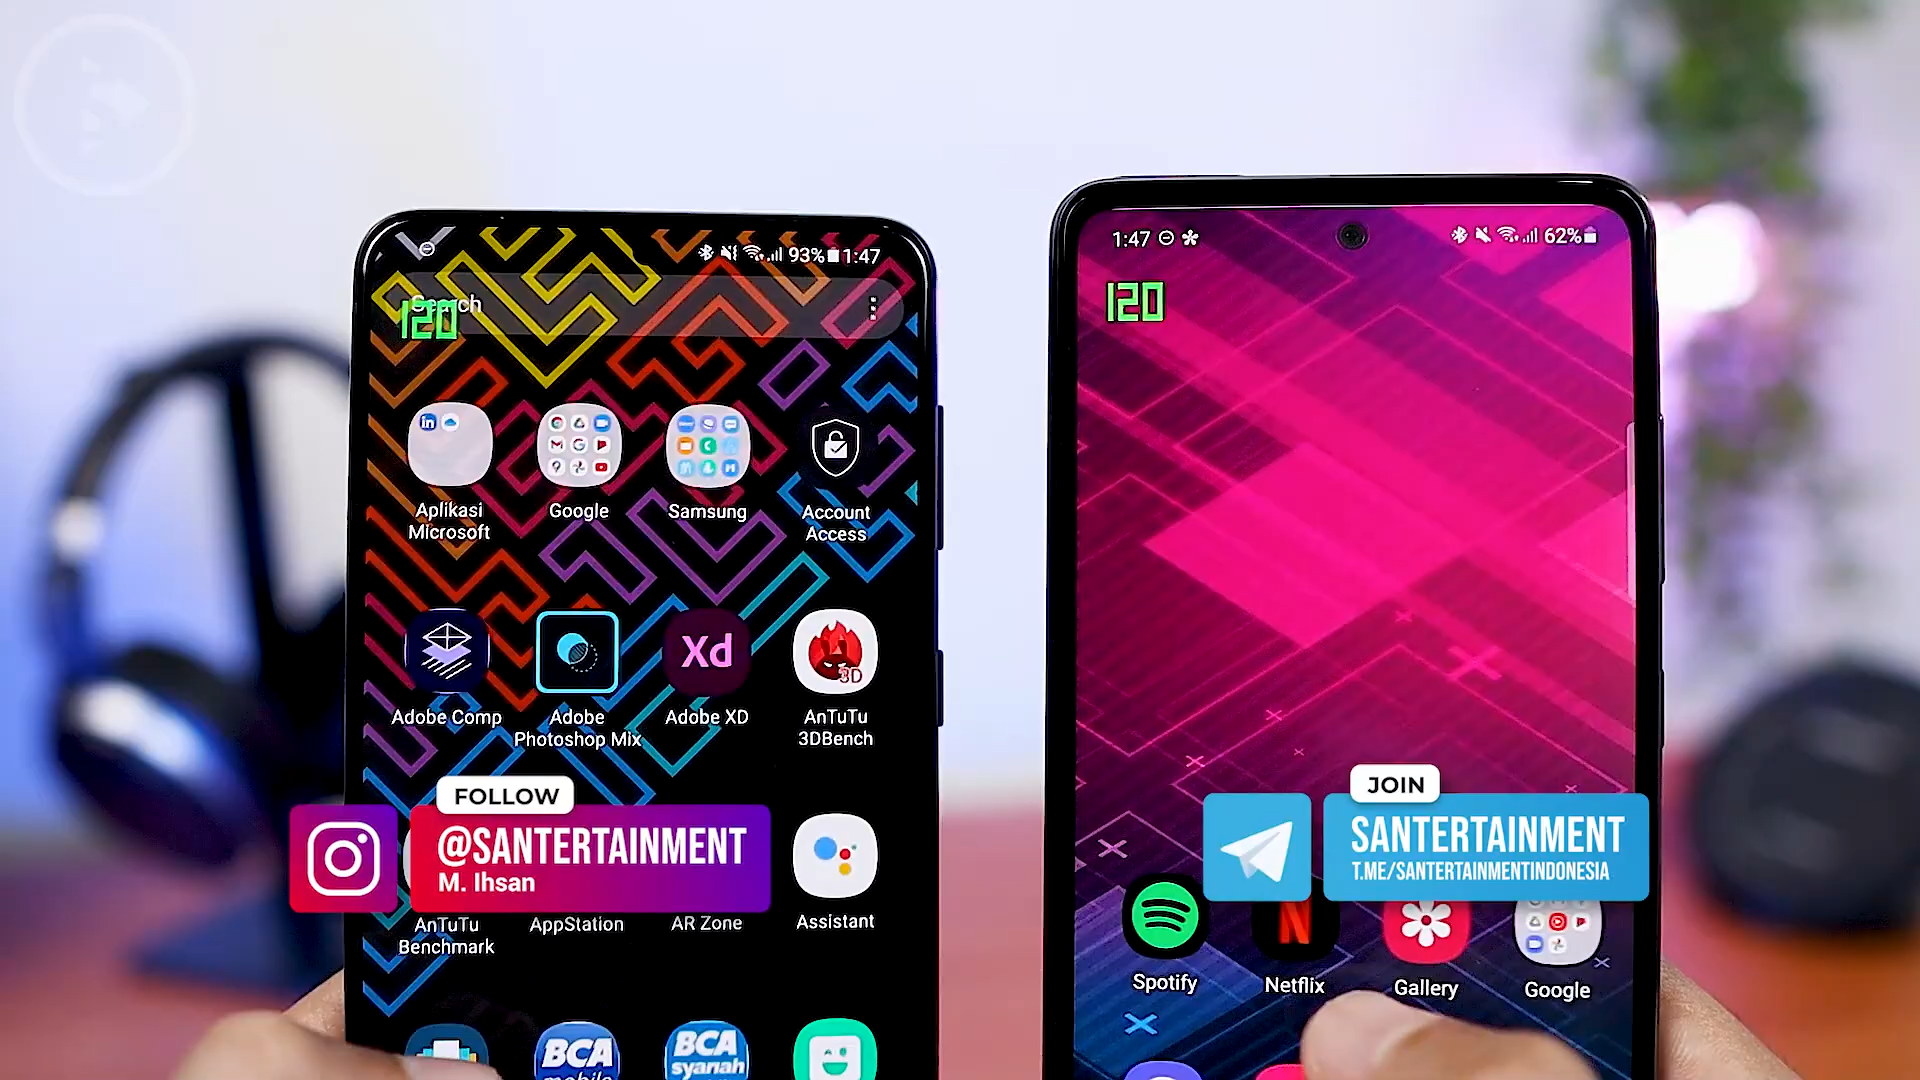 93% 1:47
Search
120
Aplikasi
Microsoft
Google
Samsung
Account
Access
Adobe Comp
Adobe
Photoshop Mix
Xd
Adobe XD
3D
AnTuTu
3DBench
FOLLOW
@SANTERTAINMENT
M. Ihsan
AnTuTu
Benchmark
AppStation
AR Zone
Assistant
BCA
mobile
BCA
syariah
1:47
62%
120
JOIN
SANTERTAINMENT
T.ME/SANTERTAINMENTINDONESIA
Spotify
Netflix
Gallery
Google